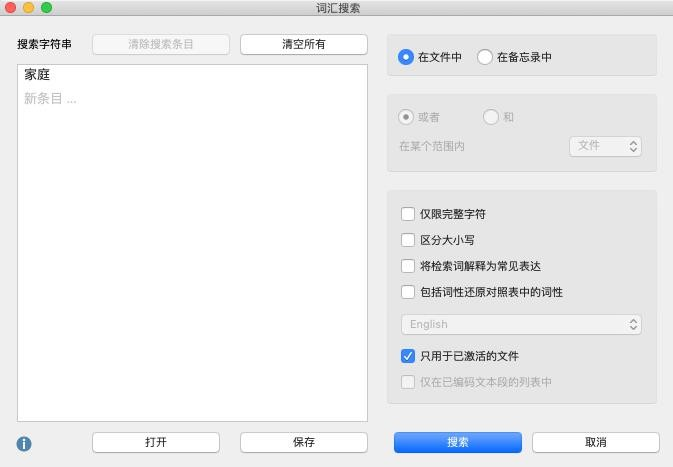 词汇搜索
搜索字符串
清除搜索条目
清空所有
家庭
新条目 ...
在文件中
在备忘录中
或者
和
在某个范围内
文件
仅限完整字符
区分大小写
将检索词解释为常见表达
包括词性还原对照表中的词性
English
只用于已激活的文件
仅在已编码文本段的列表中
打开
保存
搜索
取消